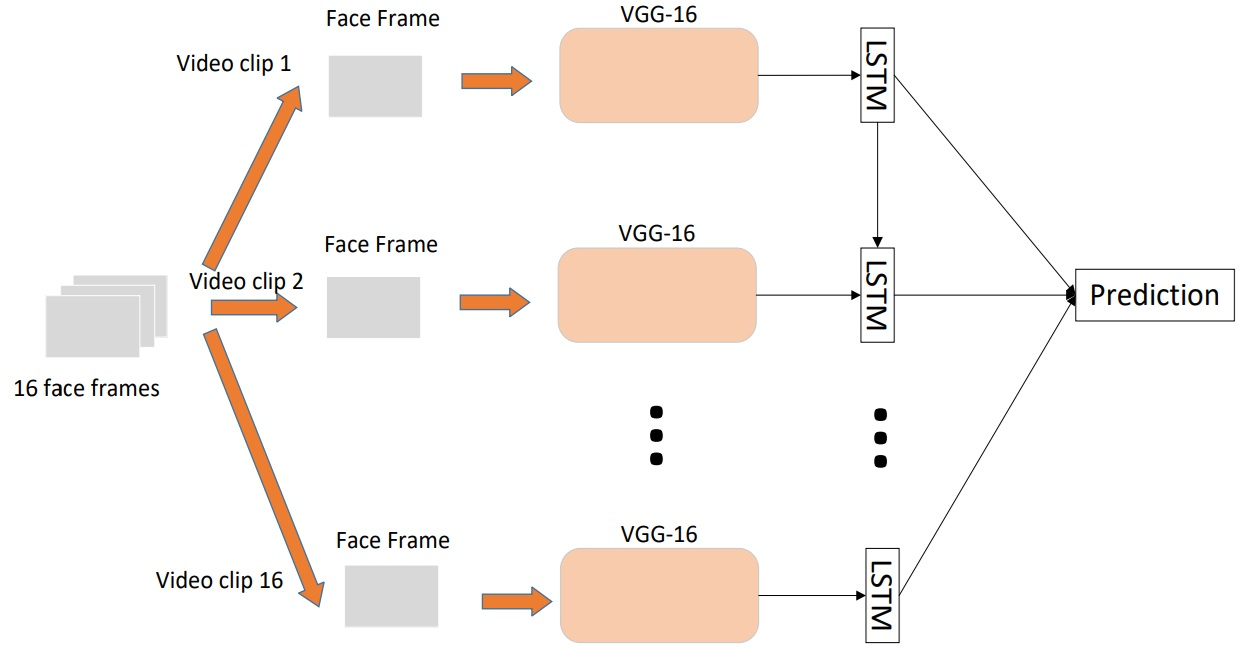 Face Frame
VGG-16
Video clip 1
LSTM
Face Frame
VGG-16
Video clip 2
LSTM
Prediction
16 face frames
Face Frame
VGG-16
Video clip 16
LSTM